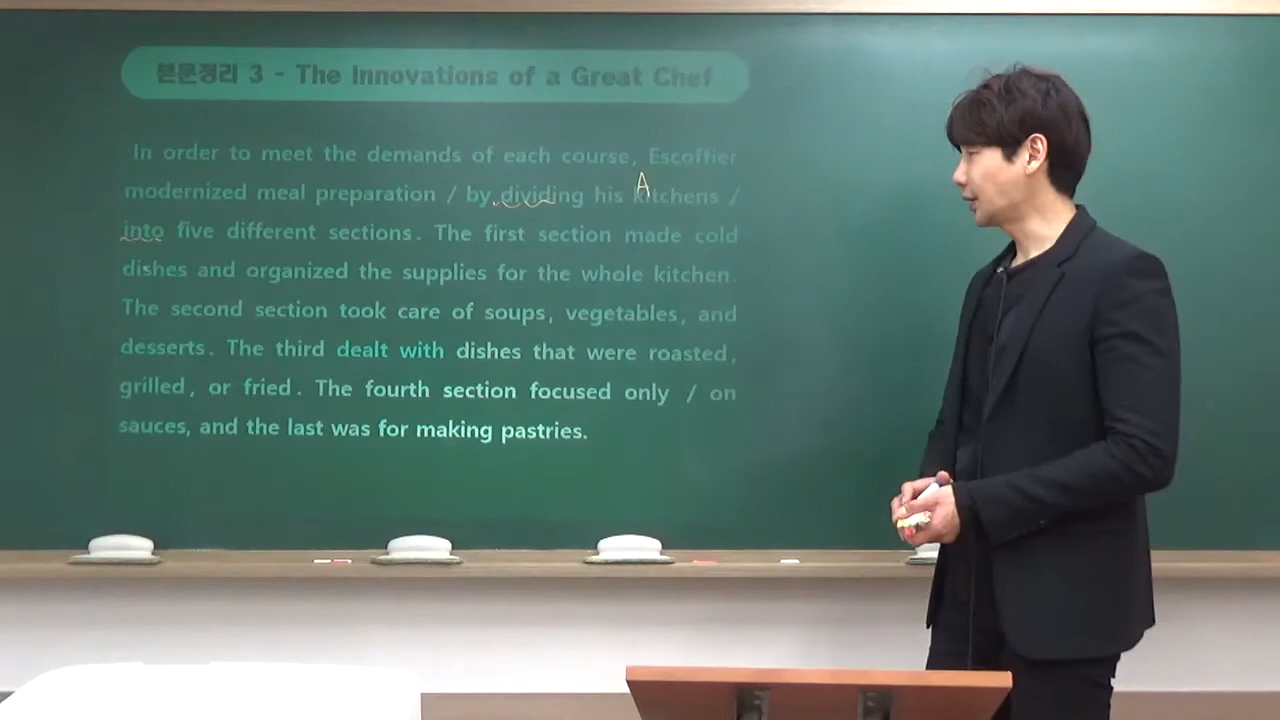 본문정리 3 - The Innovations of a Great Chef
In order to meet the demands of each course, Escoffier
A
modernized meal preparation / by dividing his kitchens /
into five different sections. The first section made cold
dishes and organized the supplies for the whole kitchen.
The second section took care of soups, vegetables, and
desserts. The third dealt with dishes that were roasted,
grilled, or fried. The fourth section focused only / on
sauces, and the last was for making pastries.